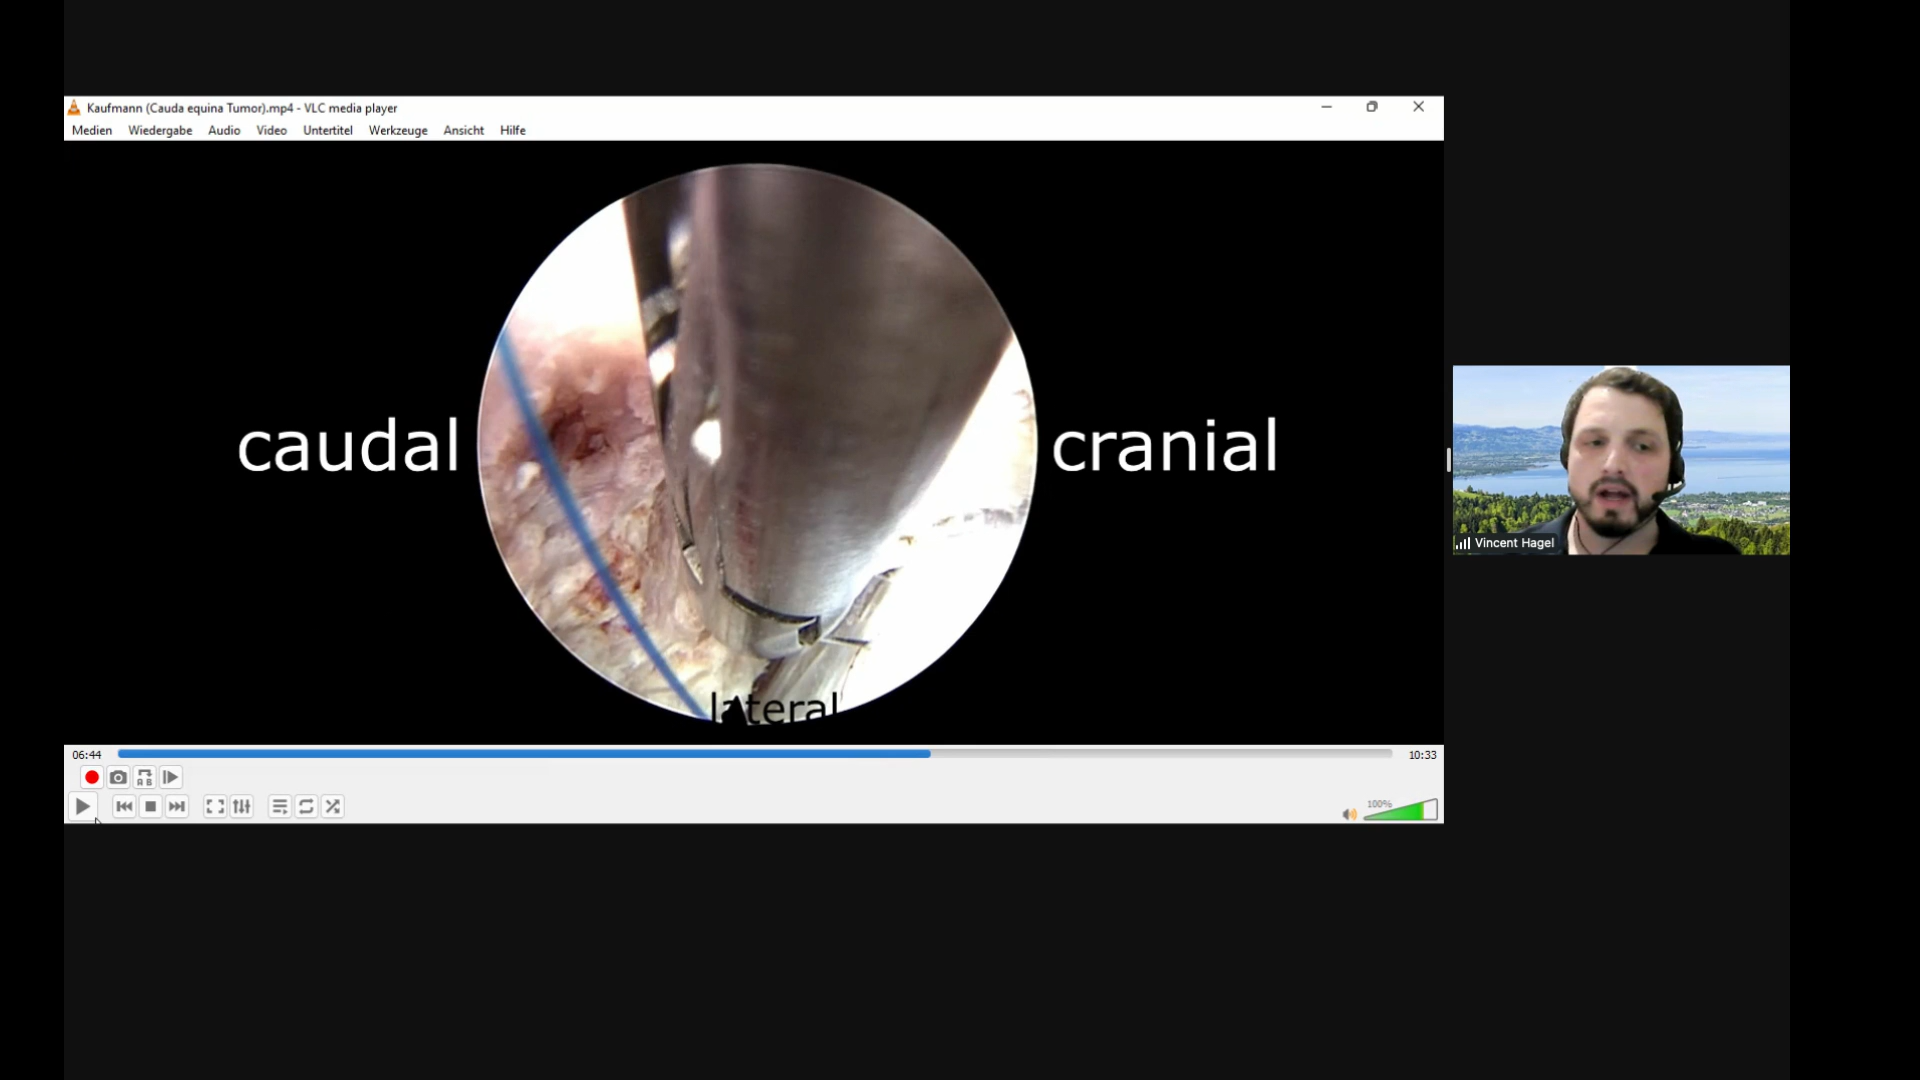 Kaufmann (Cauda equina Tumor).mp4 - VLC media player
Medien Wiedergabe Audio Video Untertitel Werkzeuge Ansicht Hilfe
caudal
cranial
lateral
Vincent Hagel
06:44
10:33
A B
100%